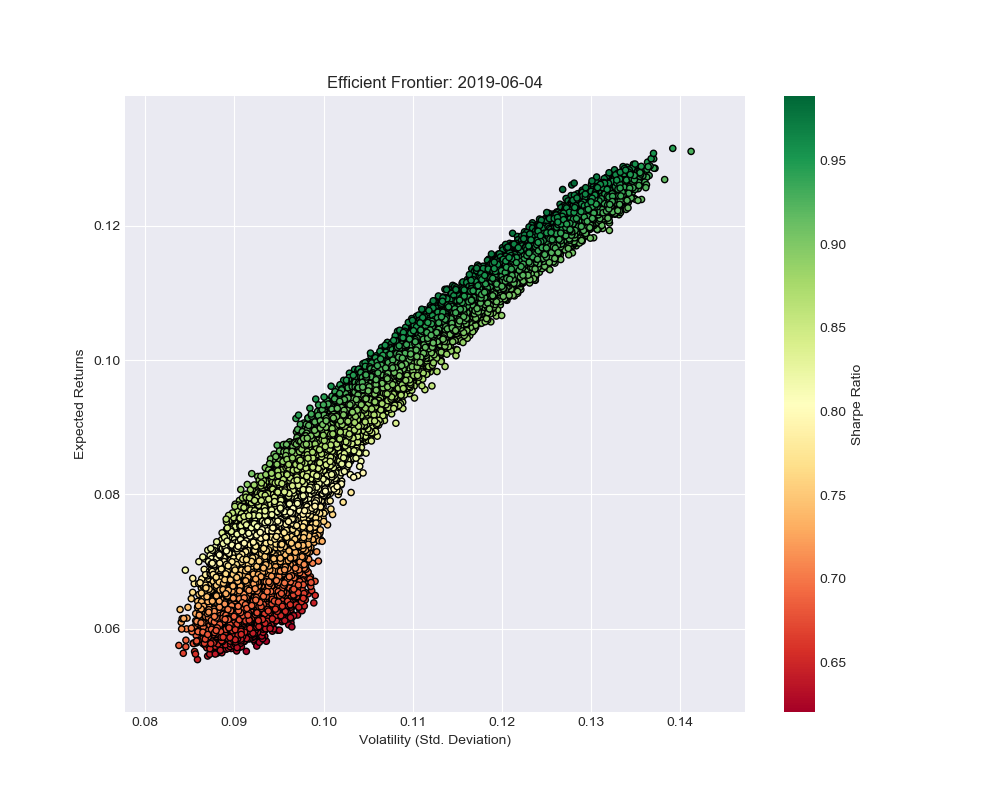 Efficient Frontier: 2019-06-04
0.12
0.10
0.08
0.06
Expected Returns
0.08 0.09 0.10 0.11 0.12 0.13 0.14
Volatility (Std. Deviation)
0.95
0.90
0.85
0.80
0.75
0.70
0.65
Sharpe Ratio